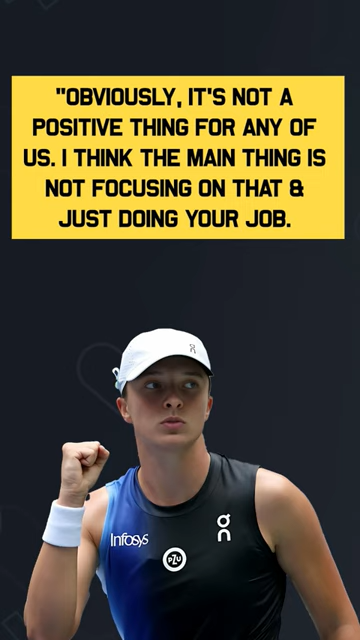 "OBVIOUSLY, IT'S NOT A
POSITIVE THING FOR ANY OF
US. I THINK THE MAIN THING IS
NOT FOCUSING ON THAT &
JUST DOING YOUR JOB.
Infosys
PZU